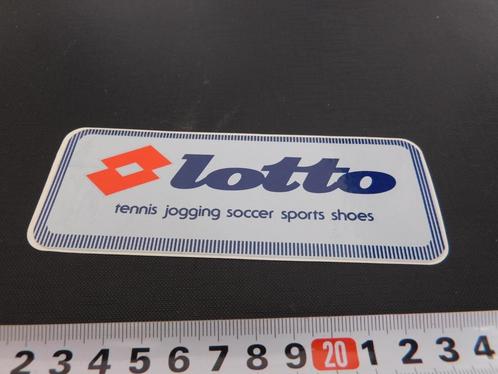 lotto
tennis jogging soccer sports shoes
2 3 4 5 6 7 8 9 20 1 2 3 4